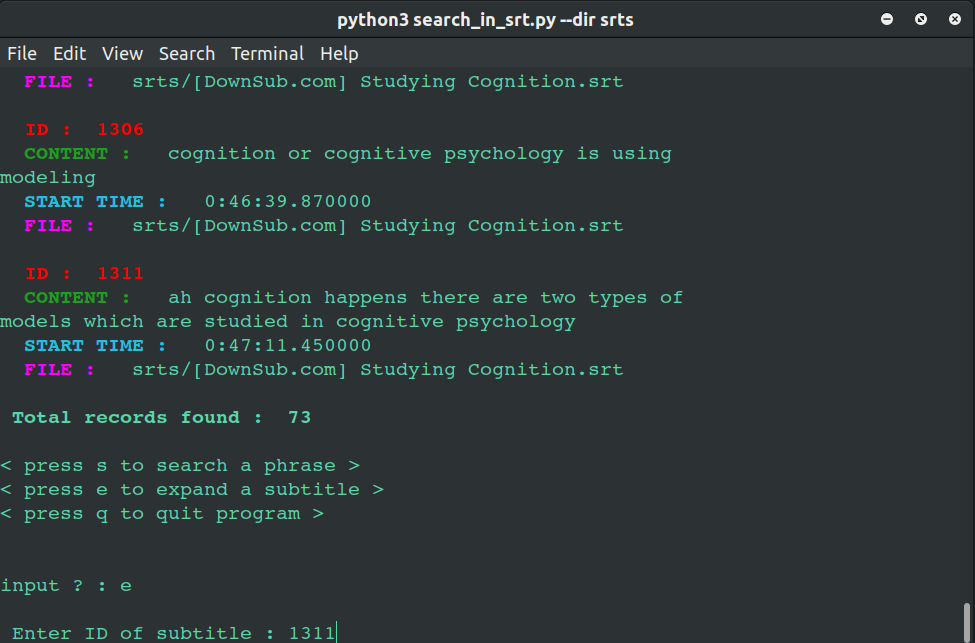 python3 search_in_srt.py --dir srts
File Edit View Search Terminal Help
FILE : srts/[DownSub.com] Studying Cognition.srt
ID : 1306
CONTENT : cognition or cognitive psychology is using
modeling
START TIME : 0:46:39.870000
FILE : srts/[DownSub.com] Studying Cognition.srt
ID : 1311
CONTENT : ah cognition happens there are two types of
models which are studied in cognitive psychology
START TIME : 0:47:11.450000
FILE : srts/[DownSub.com] Studying Cognition.srt
Total records found : 73
< press s to search a phrase >
< press e to expand a subtitle >
< press q to quit program >
input ? : e
Enter ID of subtitle : 1311